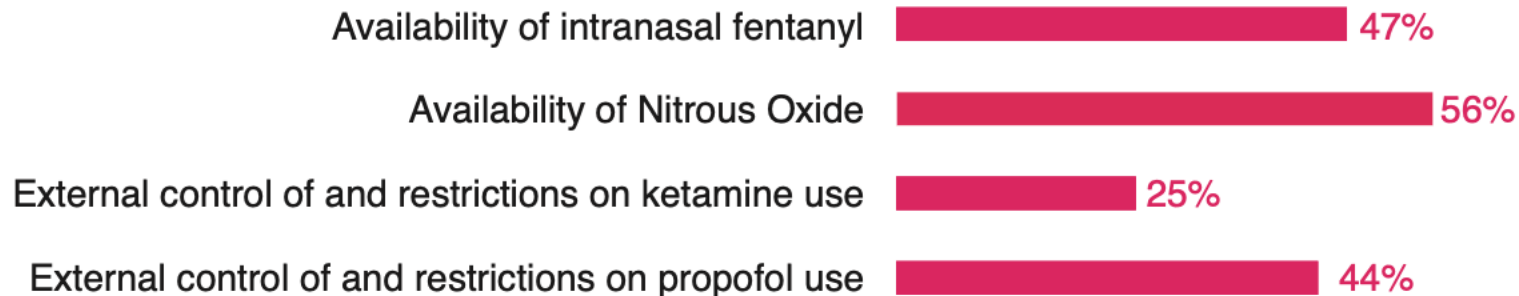 Availability of intranasal fentanyl 47%
Availability of Nitrous Oxide 56%
External control of and restrictions on ketamine use 25%
External control of and restrictions on propofol use 44%